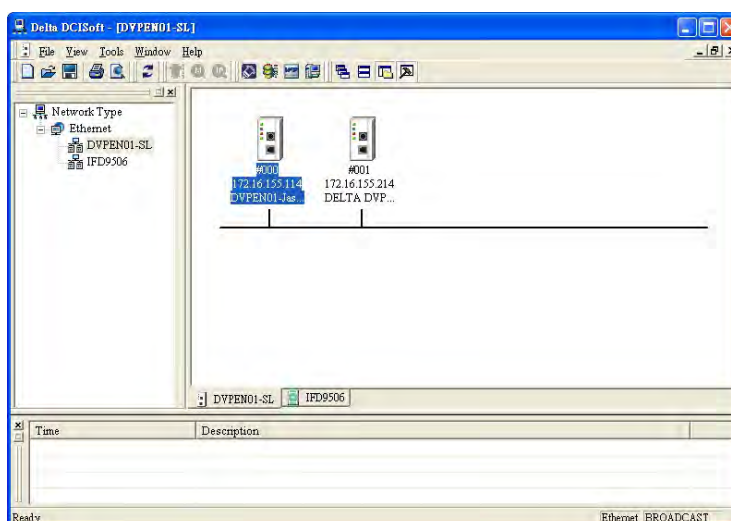 Delta DCISoft - [DVPEN01-SL]
File View Tools Window Help
Network Type
Ethernet
DVPEN01-SL
IFD9506
#000
172.16.155.114
DVPEN01-Jas...
#001
172.16.155.214
DELTA DVP...
DVPEN01-SL IFD9506
Time Description
Ready Ethernet BROADCAST